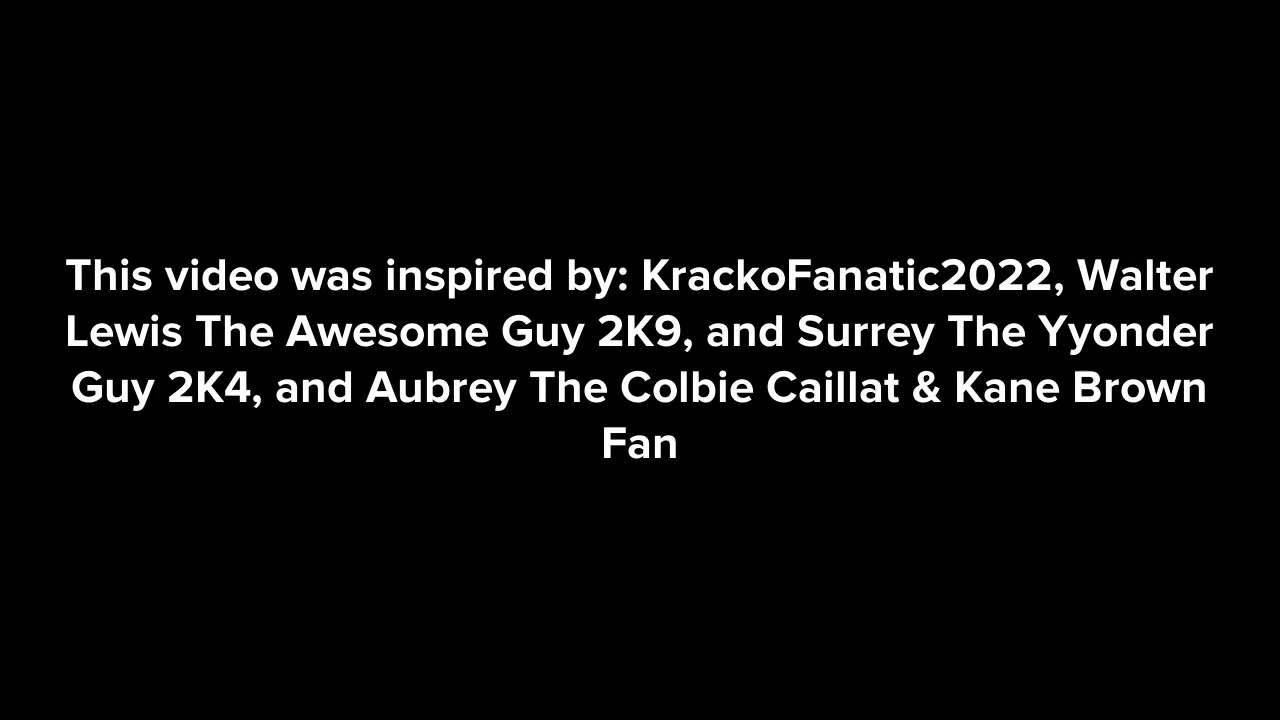 This video was inspired by: KrackoFanatic2022, Walter
Lewis The Awesome Guy 2K9, and Surrey The Yyonder
Guy 2K4, and Aubrey The Colbie Caillat & Kane Brown
Fan